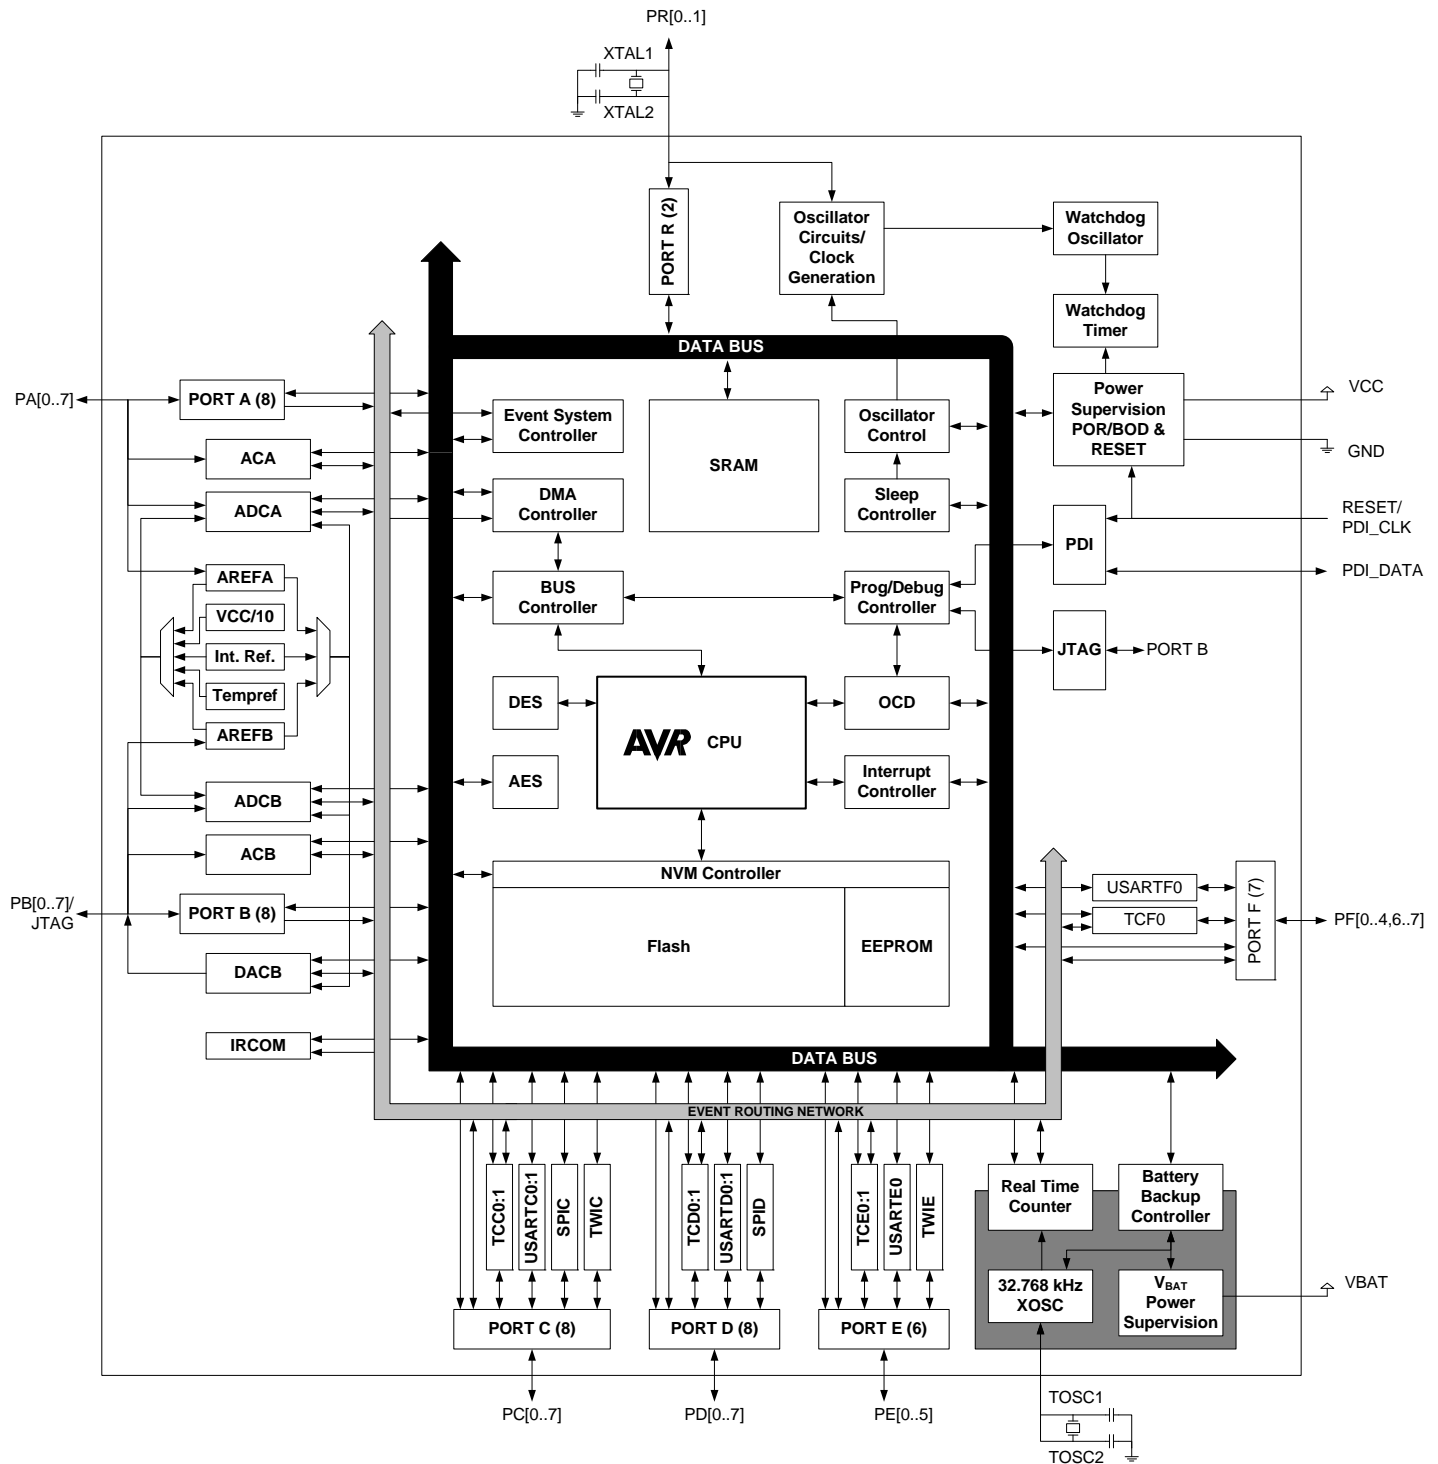 PR[0..1]
XTAL1
XTAL2
PORT R (2)
Oscillator
Circuits/
Clock
Generation
Watchdog
Oscillator
Watchdog
Timer
DATA BUS
PA[0..7]
PORT A (8)
Event System
Controller
SRAM
Oscillator
Control
Power
Supervision
POR/BOD &
RESET
VCC
GND
ACA
ADCA
DMA
Controller
Sleep
Controller
PDI
RESET/
PDI_CLK
PDI_DATA
AREFA
VCC/10
Int. Ref.
Tempref
AREFB
BUS
Controller
Prog/Debug
Controller
JTAG
PORT B
DES
AVR
CPU
OCD
AES
Interrupt
Controller
ADCB
ACB
NVM Controller
Flash
EEPROM
PB[0..7]/
JTAG
PORT B (8)
DACB
IRCOM
USARTF0
TCF0
PORT F (7)
PF[0..4,6..7]
DATA BUS
EVENT ROUTING NETWORK
TCC0:1
USARTC0:1
SPIC
TWIC
TCD0:1
USARTD0:1
SPID
TCE0:1
USARTE0
TWIE
Real Time
Counter
Battery
Backup
Controller
32.768 kHz
XOSC
VBAT
Power
Supervision
VBAT
PORT C (8)
PORT D (8)
PORT E (6)
PC[0..7]
PD[0..7]
PE[0..5]
TOSC1
TOSC2